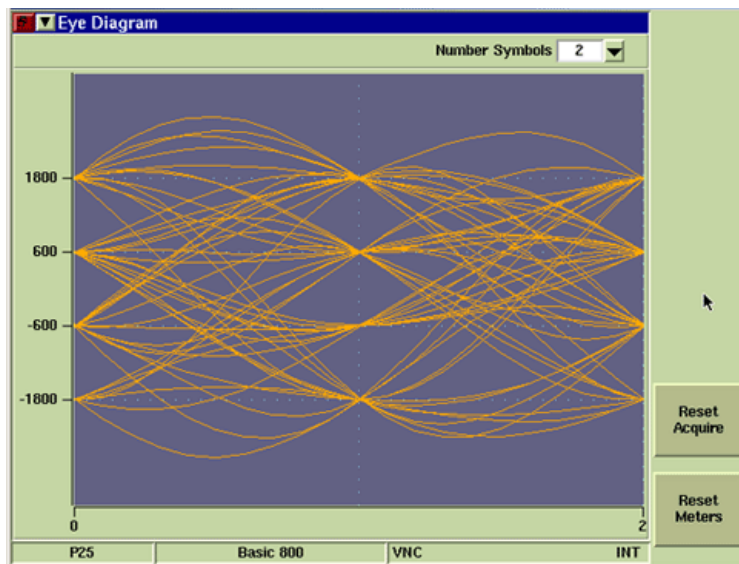 Eye Diagram
Number Symbols 2
1800
600
-600
-1800
0 2
Reset
Acquire
Reset
Meters
P25 Basic 800 VNC INT